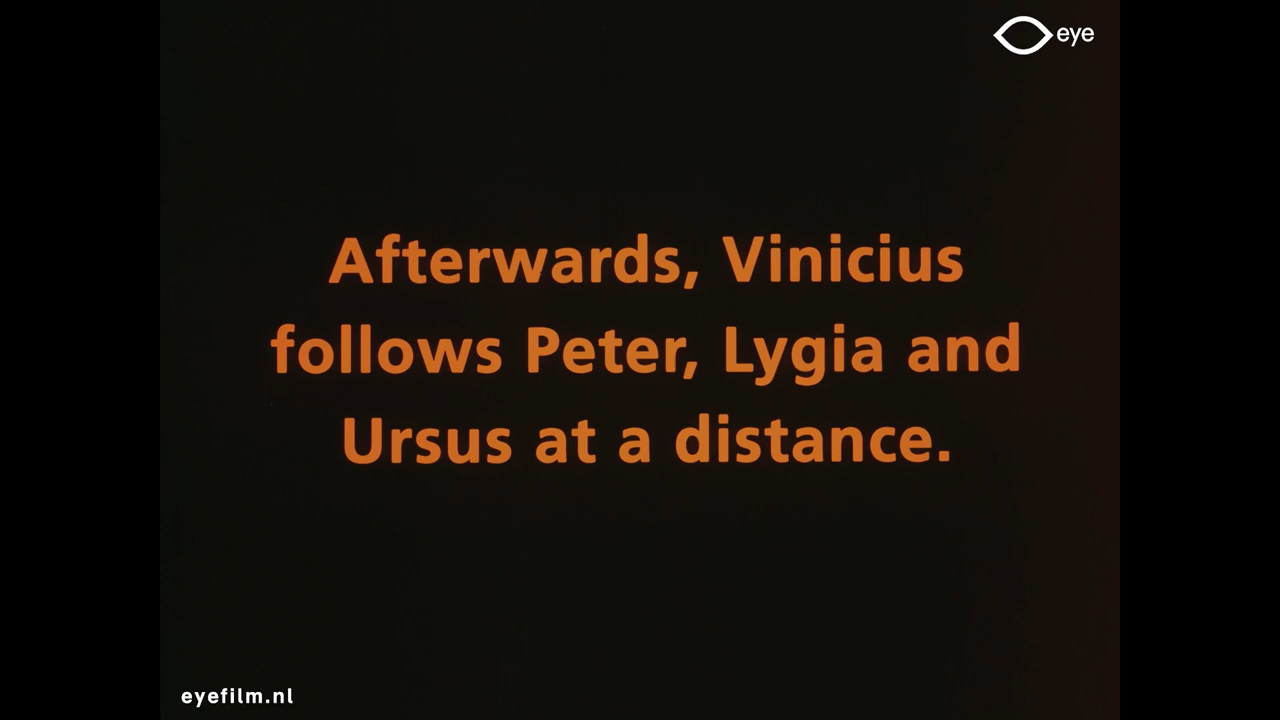 eye
Afterwards, Vinicius
follows Peter, Lygia and
Ursus at a distance.
eyefilm.nl